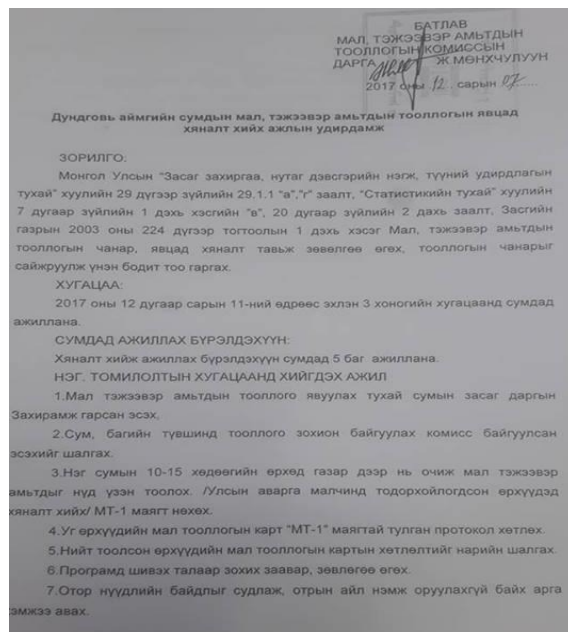 БАТЛАВ
МАЛ, ТЭЖЭЭВЭР АМЬТДЫН
ТООЛЛОГЫН КОМИССЫН
ДАРГА Ж.МӨНХЧУЛУУН
2017 оны 12 сарын 07
Дундговь аймгийн сумдын мал, тэжээвэр амьтдын тооллогын явцад
хяналт хийх ажлын удирдамж
ЗОРИЛГО:
Монгол Улсын "Засаг захиргаа, нутаг дэвсгэрийн нэгж, түүний удирдлагын
тухай" хуулийн 29 дүгээр зүйлийн 29.1.1 "а","г" заалт, "Статистикийн тухай" хуулийн
7 дугаар зүйлийн 1 дэхь хэсгийн "в", 20 дугаар зүйлийн 2 дахь заалт, Засгийн
газрын 2003 оны 224 дүгээр тогтоолын 1 дэхь хэсэг Мал, тэжээвэр амьтдын
тооллогын чанар, явцад хяналт тавьж зөвөлгөө өгөх, тооллогын чанарыг
сайжруулж үнэн бодит тоо гаргах.
ХУГАЦАА:
2017 оны 12 дугаар сарын 11-ний өдрөөс эхлэн 3 хоногийн хугацаанд сумдад
ажиллана.
СУМДАД АЖИЛЛАХ БҮРЭЛДЭХҮҮН:
Хяналт хийж ажиллах бүрэлдэхүүн сумдад 5 баг ажиллана.
НЭГ. ТОМИЛОЛТЫН ХУГАЦААНД ХИЙГДЭХ АЖИЛ
1.Мал тэжээвэр амьтдын тооллого явуулах тухай сумын засаг даргын
Захирамж гарсан эсэх,
2.Сум, багийн түвшинд тооллого зохион байгуулах комисс байгуулсан
эсэхийг шалгах.
3.Нэг сумын 10-15 хөдөөгийн өрхөд газар дээр нь очиж мал тэжээвэр
амьтдыг нүд үзэн тоолох. /Улсын аварга малчинд тодорхойлогдсон өрхүүдэд
хяналт хийх/ МТ-1 маягт нөхөх.
4.Уг өрхүүдийн мал тооллогын карт "МТ-1" маягтай тулган протокол хөтлөх.
5.Нийт тоолсон өрхүүдийн мал тооллогын картын хөтлөлтийг нарийн шалгах.
6.Програмд шивэх талаар зохих заавар, зөвлөгөө өгөх.
7.Отор нүүдлийн байдлыг судлаж, отрын айл нэмж оруулахгүй байх арга
эмжээ авах.